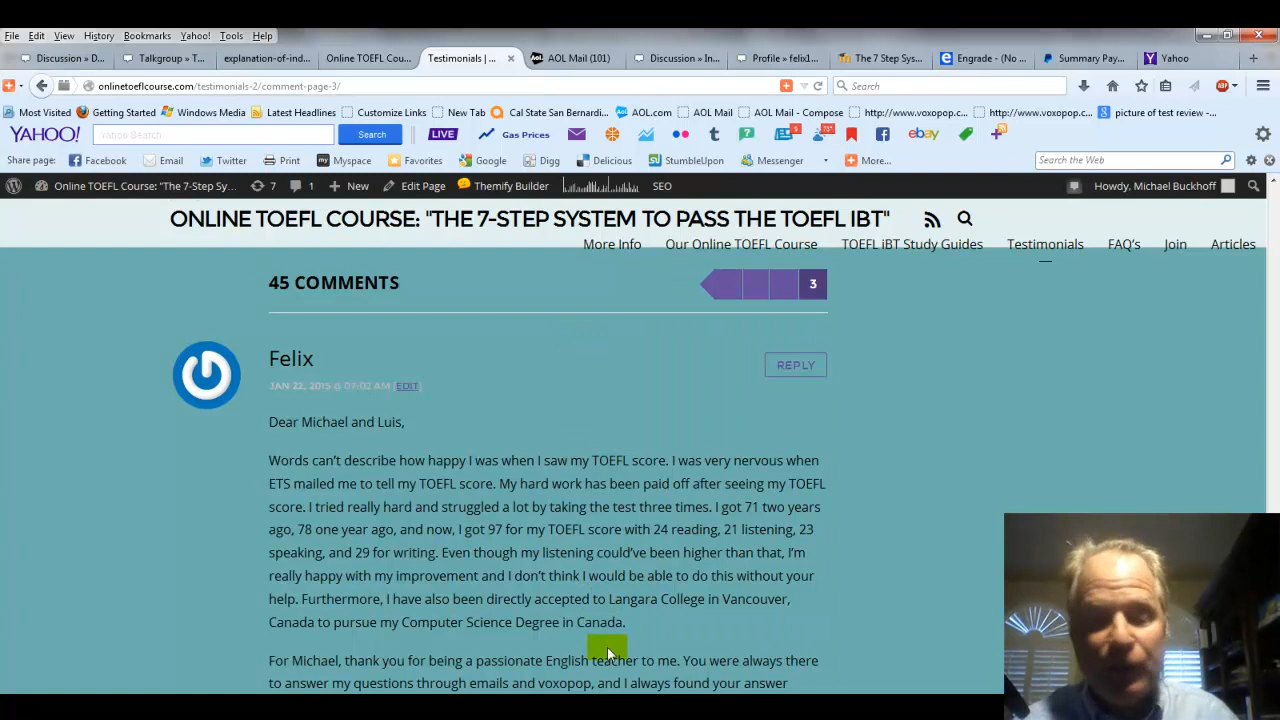 File Edit View History Bookmarks Yahoo! Tools Help
Discussion » D... Talkgroup » T... explanation-of-ind... Online TOEFL Cou... Testimonials | ... AOL Mail (101) Discussion » In... Profile » felix1... The 7 Step Sys... Engrade - (No ... Summary Pay... Yahoo
onlinetoeflcourse.com/testimonials-2/comment-page-3/ Search
Most Visited Getting Started Windows Media Latest Headlines Customize Links New Tab Cal State San Bernardi... AOL.com AOL Mail AOL Mail - Compose http://www.voxopop.c... http://www.voxopop.c... picture of test review -...
YAHOO! Yahoo Search Search LIVE Gas Prices ebay
Share page: Facebook Email Twitter Print Myspace Favorites Google Digg Delicious StumbleUpon Messenger More... Search the Web
Online TOEFL Course: "The 7-Step Sy... 7 1 New Edit Page Themify Builder SEO Howdy, Michael Buckhoff
ONLINE TOEFL COURSE: "THE 7-STEP SYSTEM TO PASS THE TOEFL IBT"
More Info Our Online TOEFL Course TOEFL iBT Study Guides Testimonials FAQ's Join Articles
45 COMMENTS 3
Felix
REPLY
JAN 22, 2015 @ 07:02 AM [EDIT]
Dear Michael and Luis,
Words can't describe how happy I was when I saw my TOEFL score. I was very nervous when
ETS mailed me to tell my TOEFL score. My hard work has been paid off after seeing my TOEFL
score. I tried really hard and struggled a lot by taking the test three times. I got 71 two years
ago, 78 one year ago, and now, I got 97 for my TOEFL score with 24 reading, 21 listening, 23
speaking, and 29 for writing. Even though my listening could've been higher than that, I'm
really happy with my improvement and I don't think I would be able to do this without your
help. Furthermore, I have also been directly accepted to Langara College in Vancouver,
Canada to pursue my Computer Science Degree in Canada.
For Michael, thank you for being a passionate English teacher to me. You were always there
to answer my questions through emails and voxopop, and I always found your answer